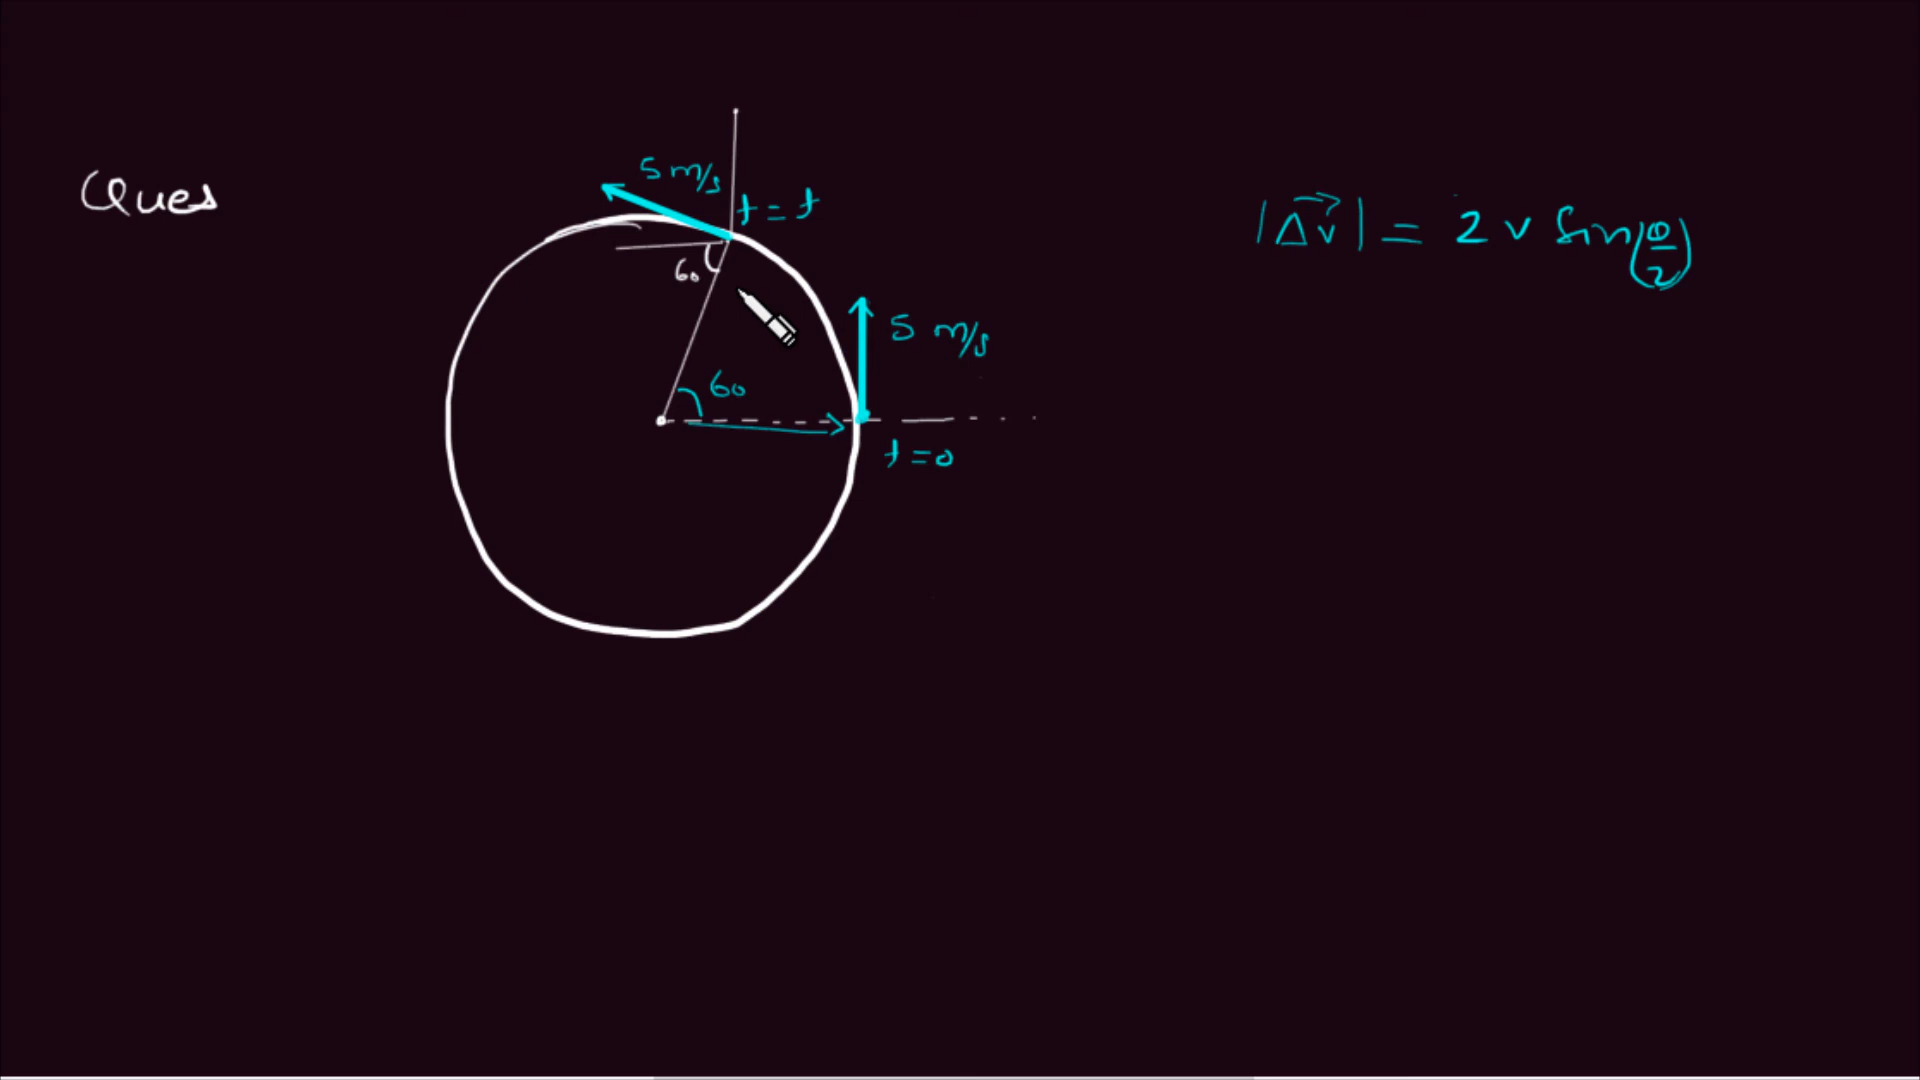 Ques
5 m/s
t = t
60
60
5 m/s
t = 0
|Δv⃗| = 2 v Sin(θ/2)